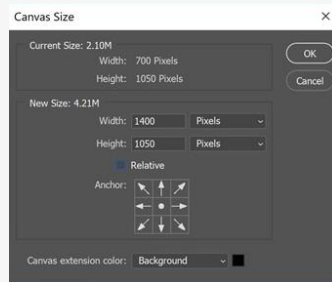 Canvas Size
Current Size: 2.10M
Width: 700 Pixels
Height: 1050 Pixels
OK
Cancel
New Size: 4.21M
Width: 1400 Pixels
Height: 1050 Pixels
Relative
Anchor:
Canvas extension color: Background